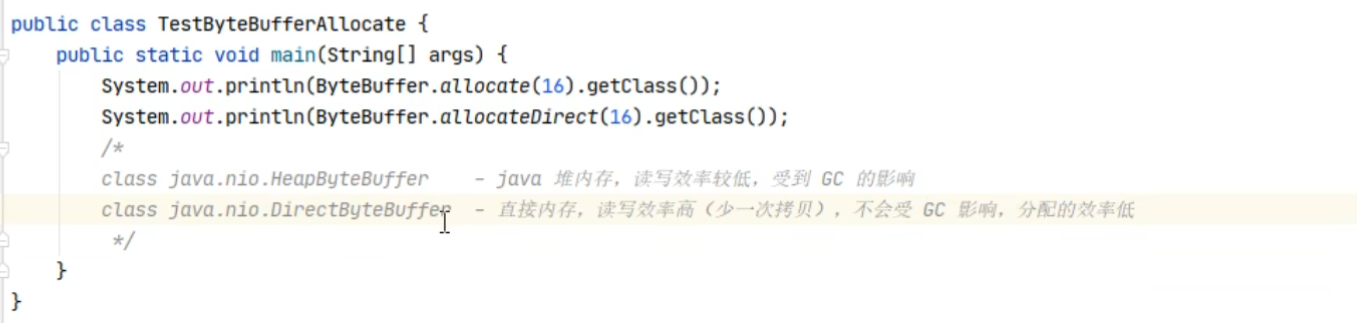 public class TestByteBufferAllocate {
public static void main(String[] args) {
System.out.println(ByteBuffer.allocate(16).getClass());
System.out.println(ByteBuffer.allocateDirect(16).getClass());
/*
class java.nio.HeapByteBuffer - java 堆内存，读写效率较低，受到 GC 的影响
class java.nio.DirectByteBuffer - 直接内存，读写效率高（少一次拷贝），不会受 GC 影响，分配的效率低
*/
}
}